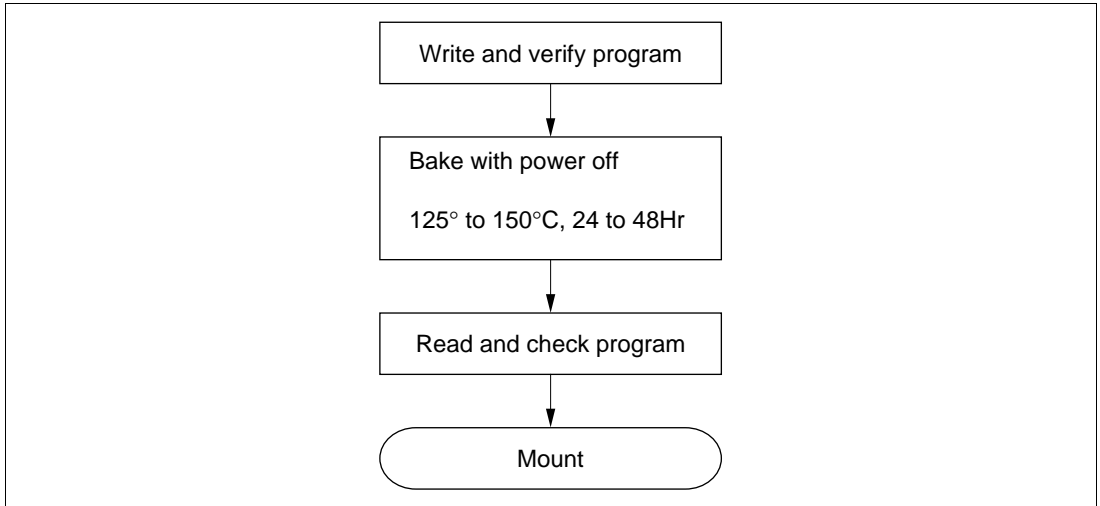 Write and verify program
Bake with power off
125° to 150°C, 24 to 48Hr
Read and check program
Mount